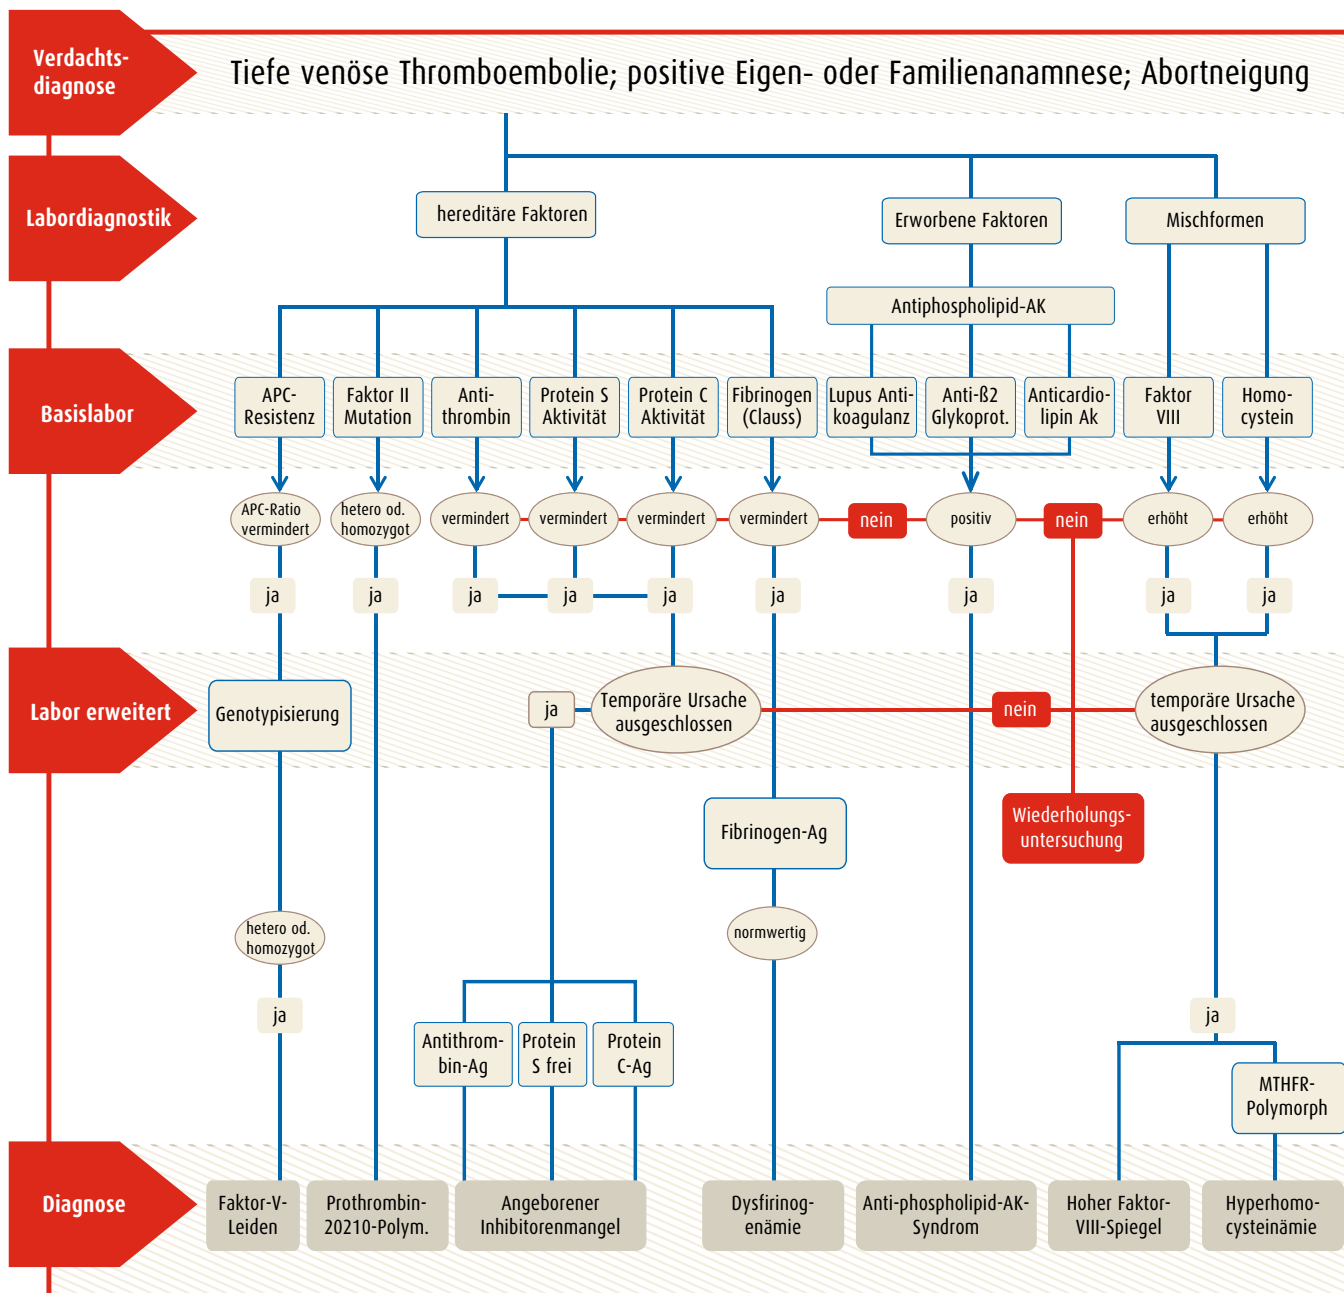 Verdachts-
diagnose
Tiefe venöse Thromboembolie; positive Eigen- oder Familienanamnese; Abortneigung
Labordiagnostik
hereditäre Faktoren
Erworbene Faktoren
Mischformen
Antiphospholipid-AK
Basislabor
APC-
Resistenz
Faktor II
Mutation
Anti-
thrombin
Protein S
Aktivität
Protein C
Aktivität
Fibrinogen
(Clauss)
Lupus Anti-
koagulanz
Anti-ß2
Glykoprot.
Anticardio-
lipin Ak
Faktor
VIII
Homo-
cystein
APC-Ratio
vermindert
hetero od.
homozygot
vermindert
vermindert
vermindert
vermindert
nein
positiv
nein
erhöht
erhöht
ja
ja
ja
ja
ja
ja
ja
ja
ja
Labor erweitert
Genotypisierung
ja
Temporäre Ursache
ausgeschlossen
nein
temporäre Ursache
ausgeschlossen
Fibrinogen-Ag
Wiederholungs-
untersuchung
hetero od.
homozygot
normwertig
ja
ja
Antithrom-
bin-Ag
Protein
S frei
Protein
C-Ag
MTHFR-
Polymorph
Diagnose
Faktor-V-
Leiden
Prothrombin-
20210-Polym.
Angeborener
Inhibitorenmangel
Dysfirinog-
enämie
Anti-phospholipid-AK-
Syndrom
Hoher Faktor-
VIII-Spiegel
Hyperhomo-
cysteinämie